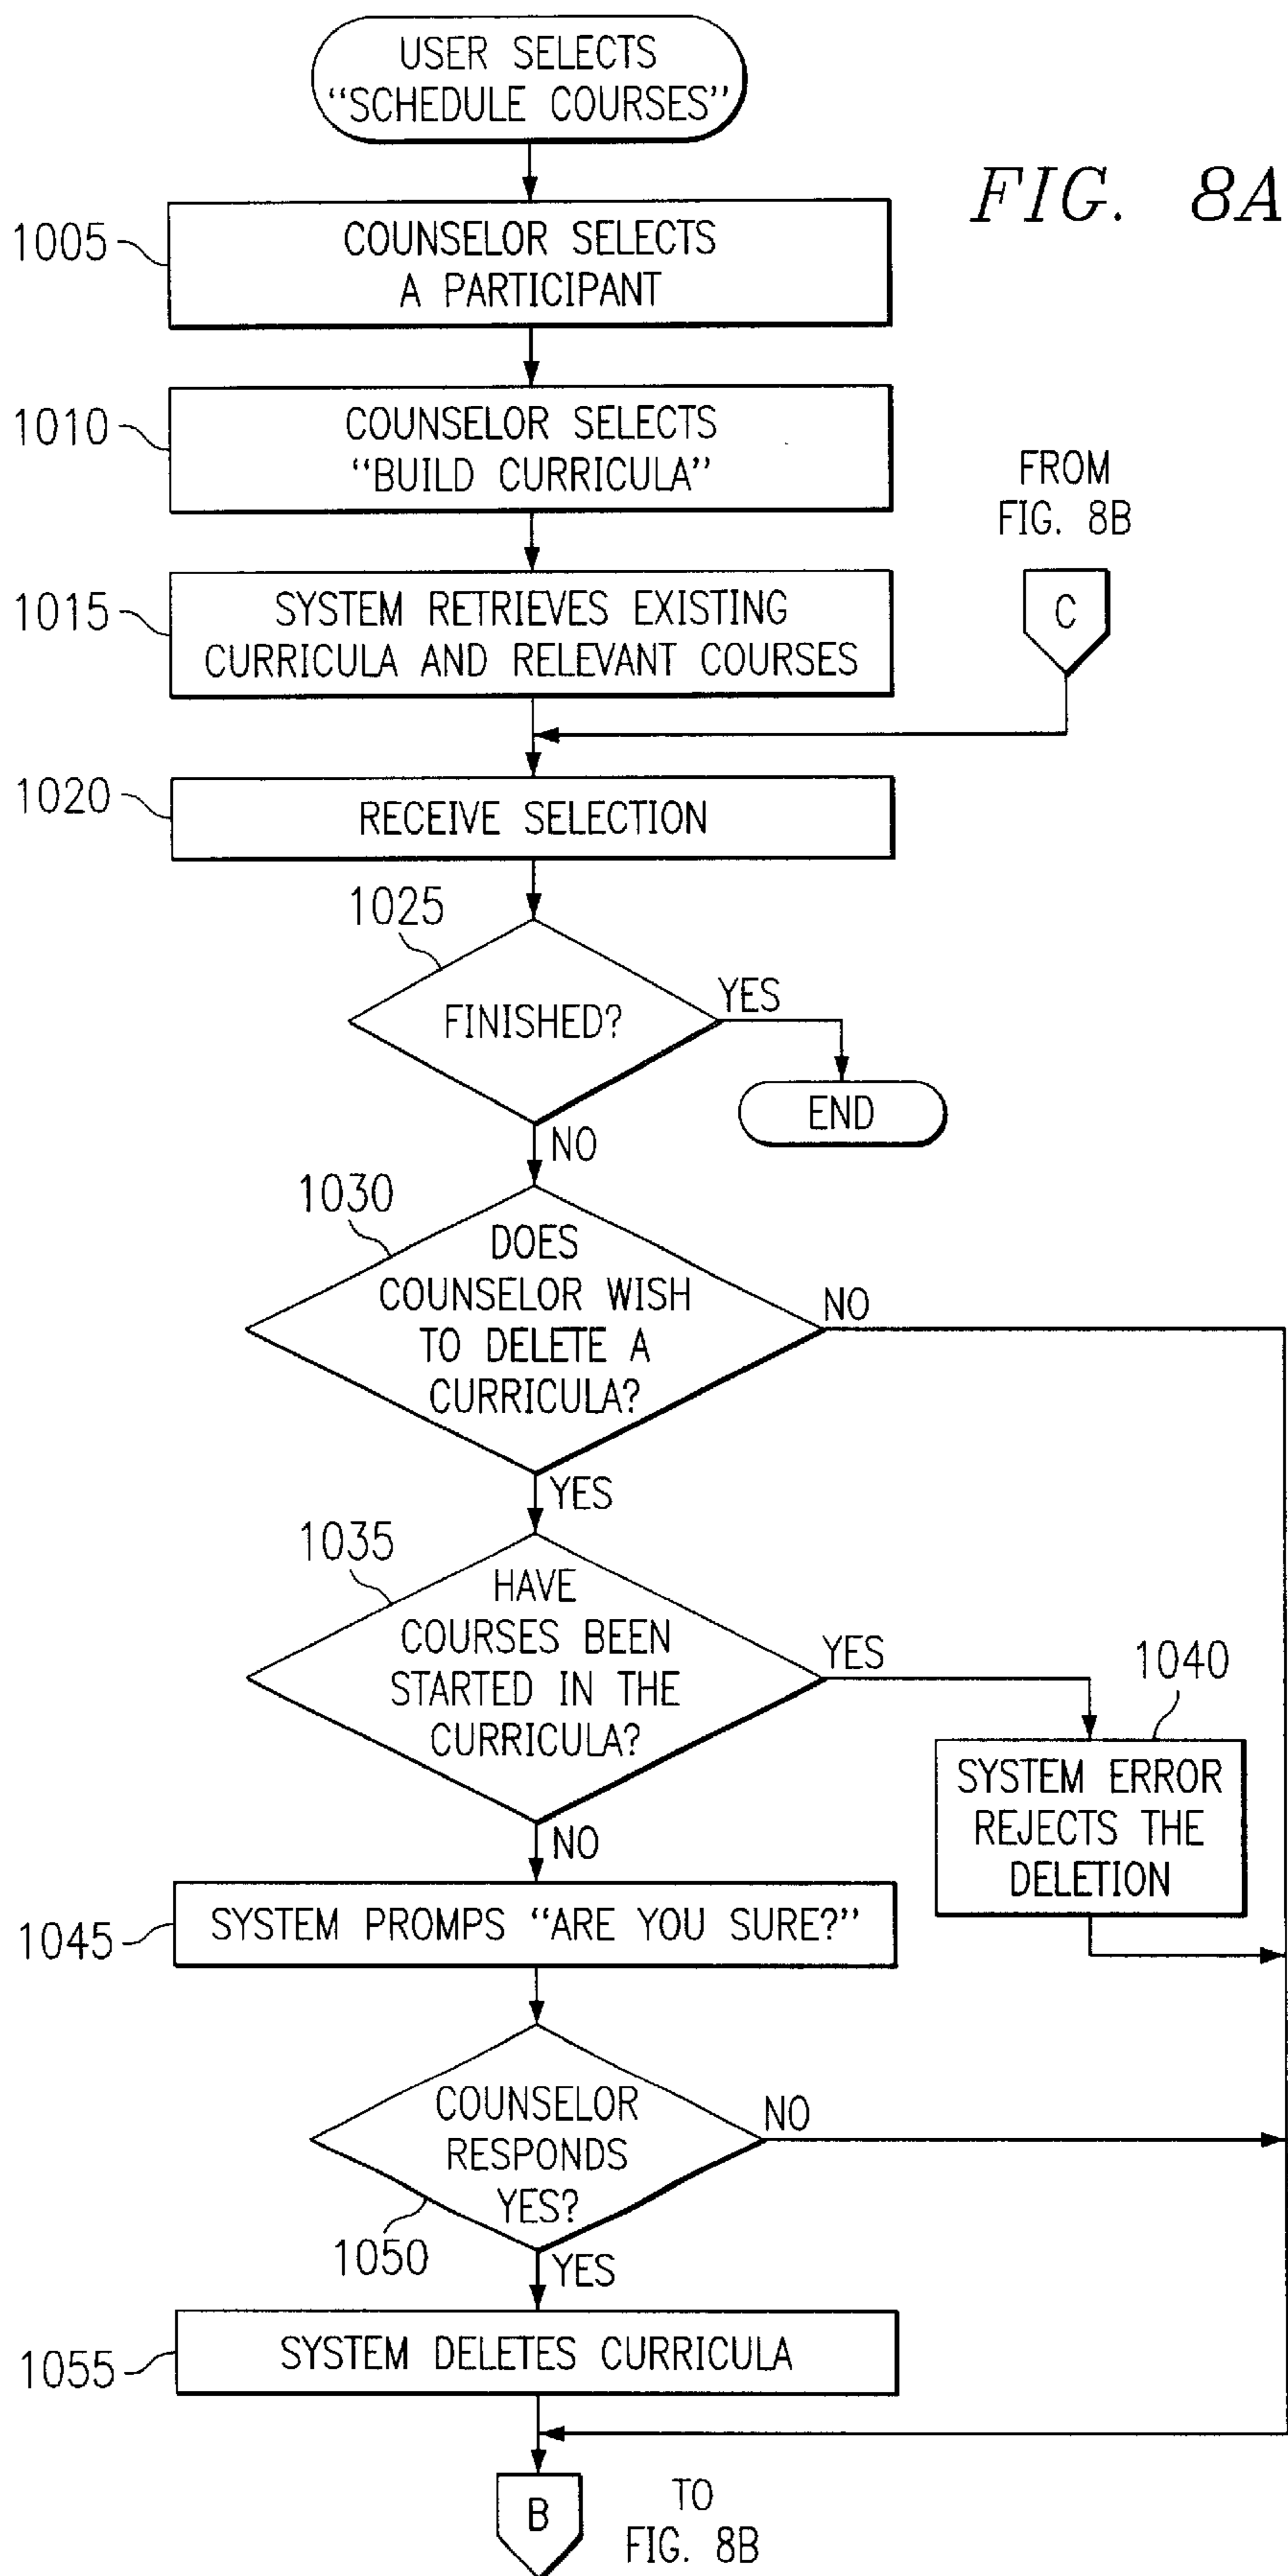 USER SELECTS
“SCHEDULE COURSES”
FIG. 8A
1005
COUNSELOR SELECTS
A PARTICIPANT
1010
COUNSELOR SELECTS
“BUILD CURRICULA”
FROM
FIG. 8B
C
1015
SYSTEM RETRIEVES EXISTING
CURRICULA AND RELEVANT COURSES
1020
RECEIVE SELECTION
1025
FINISHED?
YES
END
NO
1030
DOES
COUNSELOR WISH
TO DELETE A
CURRICULA?
NO
YES
1035
HAVE
COURSES BEEN
STARTED IN THE
CURRICULA?
YES
1040
SYSTEM ERROR
REJECTS THE
DELETION
NO
1045
SYSTEM PROMPS “ARE YOU SURE?”
COUNSELOR
RESPONDS
YES?
NO
1050
YES
1055
SYSTEM DELETES CURRICULA
B
TO
FIG. 8B